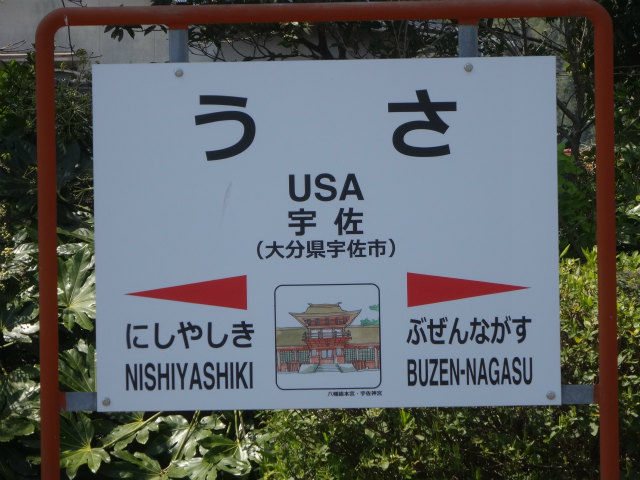 うさ
USA
宇佐
(大分県宇佐市)
にしやしき
NISHIYASHIKI
ぶぜんながす
BUZEN-NAGASU
八幡総本宮・宇佐神宮